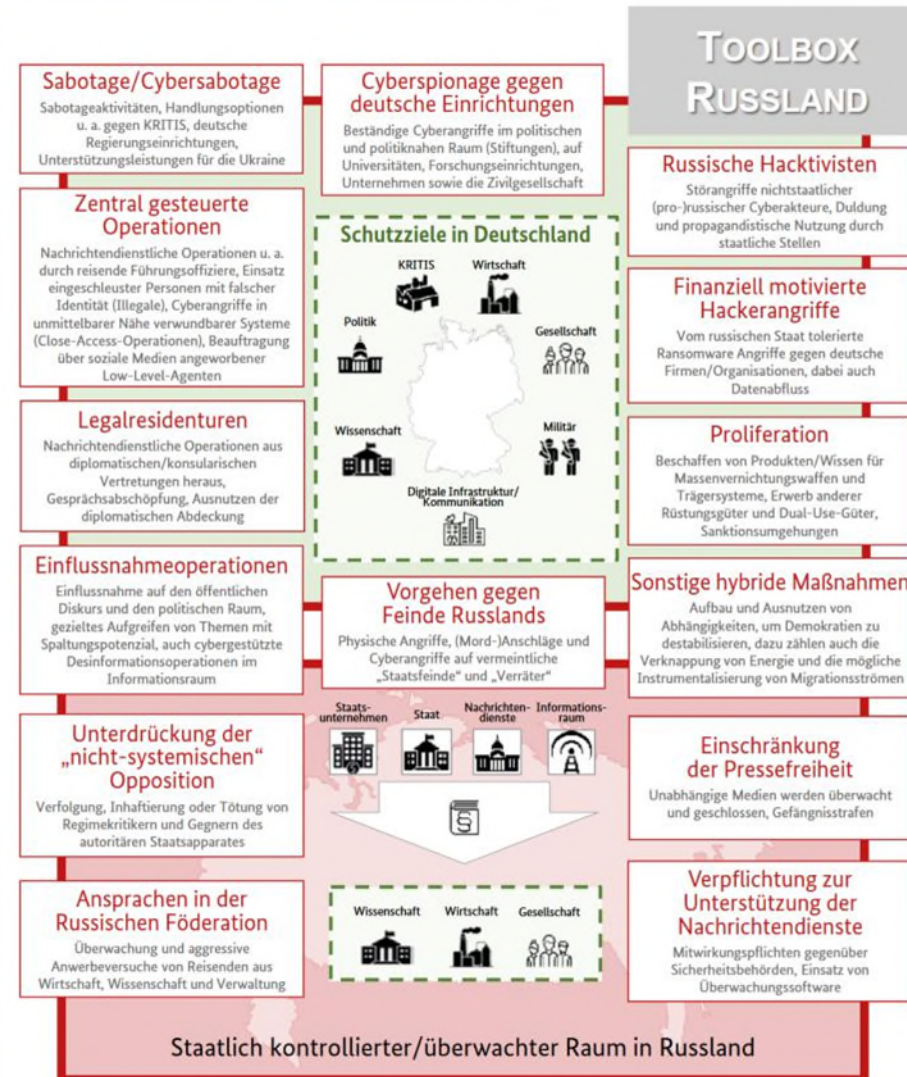 TOOLBOX
RUSSLAND
Sabotage/Cybersabotage
Sabotageaktivitäten, Handlungsoptionen
u. a. gegen KRITIS, deutsche
Regierungseinrichtungen,
Unterstützungsleistungen für die Ukraine
Cyberspionage gegen
deutsche Einrichtungen
Beständige Cyberangriffe im politischen
und politiknahen Raum (Stiftungen), auf
Universitäten, Forschungseinrichtungen,
Unternehmen sowie die Zivilgesellschaft
Russische Hacktivisten
Störangriffe nichtstaatlicher
(pro-)russischer Cyberakteure, Duldung
und propagandistische Nutzung durch
staatliche Stellen
Zentral gesteuerte
Operationen
Nachrichtendienstliche Operationen u. a.
durch reisende Führungsoffiziere, Einsatz
eingeschleuster Personen mit falscher
Identität (Illegale), Cyberangriffe in
unmittelbarer Nähe verwundbarer Systeme
(Close-Access-Operationen), Beauftragung
über soziale Medien angeworbener
Low-Level-Agenten
Schutzziele in Deutschland
KRITIS
Wirtschaft
Politik
Gesellschaft
Wissenschaft
Militär
Digitale Infrastruktur/
Kommunikation
Finanziell motivierte
Hackerangriffe
Vom russischen Staat tolerierte
Ransomware Angriffe gegen deutsche
Firmen/Organisationen, dabei auch
Datenabfluss
Legalresidenturen
Nachrichtendienstliche Operationen aus
diplomatischen/konsularischen
Vertretungen heraus,
Gesprächsabschöpfung, Ausnutzen der
diplomatischen Abdeckung
Proliferation
Beschaffen von Produkten/Wissen für
Massenvernichtungswaffen und
Trägersysteme, Erwerb anderer
Rüstungsgüter und Dual-Use-Güter,
Sanktionsumgehungen
Einflussnahmeoperationen
Einflussnahme auf den öffentlichen
Diskurs und den politischen Raum,
gezieltes Aufgreifen von Themen mit
Spaltungspotenzial, auch cybergestützte
Desinformationsoperationen im
Informationsraum
Vorgehen gegen
Feinde Russlands
Physische Angriffe, (Mord-)Anschläge und
Cyberangriffe auf vermeintliche
„Staatsfeinde“ und „Verräter“
Sonstige hybride Maßnahmen
Aufbau und Ausnutzen von
Abhängigkeiten, um Demokratien zu
destabilisieren, dazu zählen auch die
Verknappung von Energie und die mögliche
Instrumentalisierung von Migrationsströmen
Staats-
unternehmen
Staat
Nachrichten-
dienste
Informations-
raum
§
Unterdrückung der
„nicht-systemischen“
Opposition
Verfolgung, Inhaftierung oder Tötung von
Regimekritikern und Gegnern des
autoritären Staatsapparates
Einschränkung
der Pressefreiheit
Unabhängige Medien werden überwacht
und geschlossen, Gefängnisstrafen
Ansprachen in der
Russischen Föderation
Überwachung und aggressive
Anwerbeversuche von Reisenden aus
Wirtschaft, Wissenschaft und Verwaltung
Wissenschaft
Wirtschaft
Gesellschaft
Verpflichtung zur
Unterstützung der
Nachrichtendienste
Mitwirkungspflichten gegenüber
Sicherheitsbehörden, Einsatz von
Überwachungssoftware
Staatlich kontrollierter/überwachter Raum in Russland